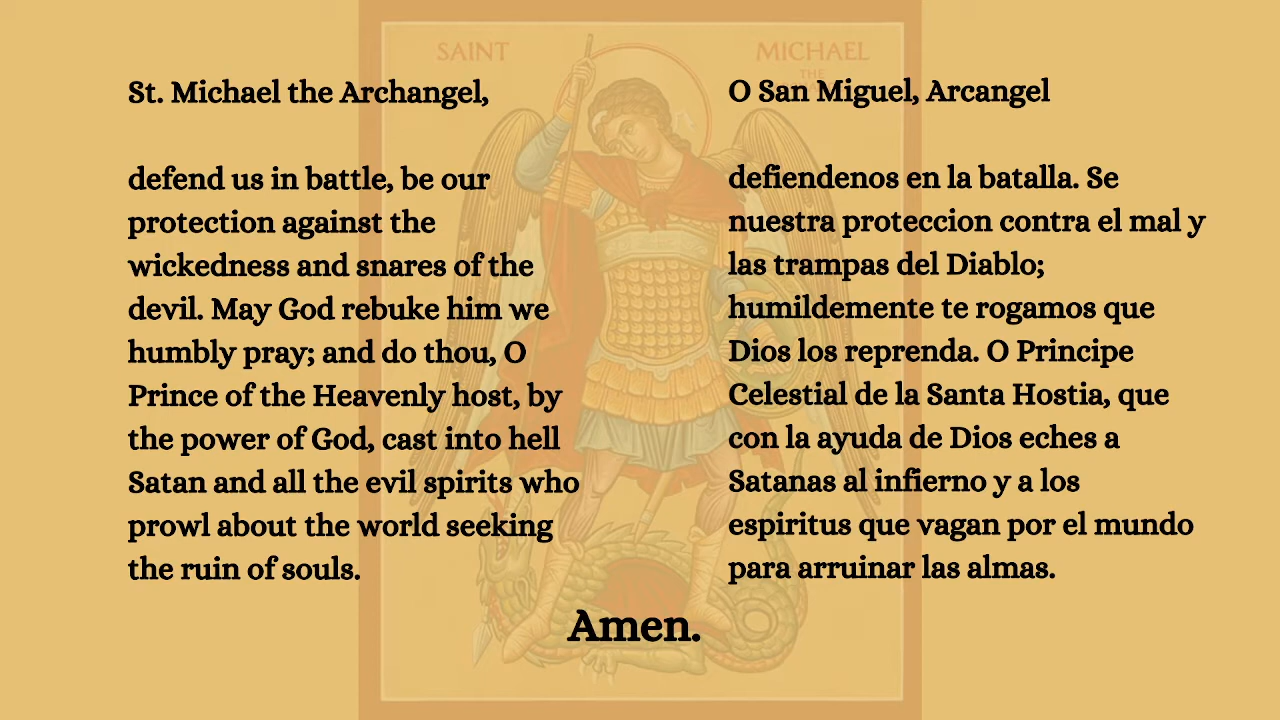 SAINT
MICHAEL
THE
St. Michael the Archangel,
defend us in battle, be our
protection against the
wickedness and snares of the
devil. May God rebuke him we
humbly pray; and do thou, O
Prince of the Heavenly host, by
the power of God, cast into hell
Satan and all the evil spirits who
prowl about the world seeking
the ruin of souls.
O San Miguel, Arcangel
defiendenos en la batalla. Se
nuestra proteccion contra el mal y
las trampas del Diablo;
humildemente te rogamos que
Dios los reprenda. O Principe
Celestial de la Santa Hostia, que
con la ayuda de Dios eches a
Satanas al infierno y a los
espiritus que vagan por el mundo
para arruinar las almas.
Amen.